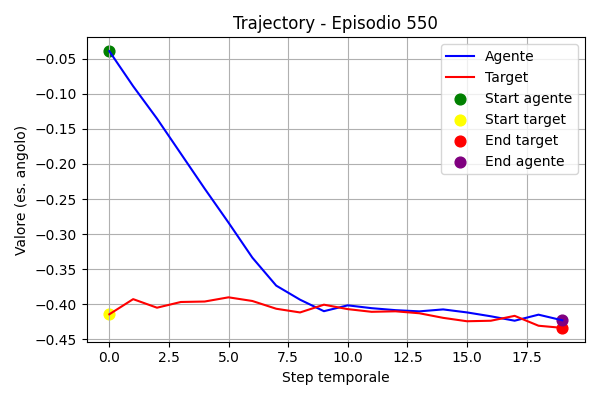 Trajectory - Episodio 550
Agente
Target
Start agente
Start target
End target
End agente
Valore (es. angolo)
−0.05
−0.10
−0.15
−0.20
−0.25
−0.30
−0.35
−0.40
−0.45
0.0 2.5 5.0 7.5 10.0 12.5 15.0 17.5
Step temporale